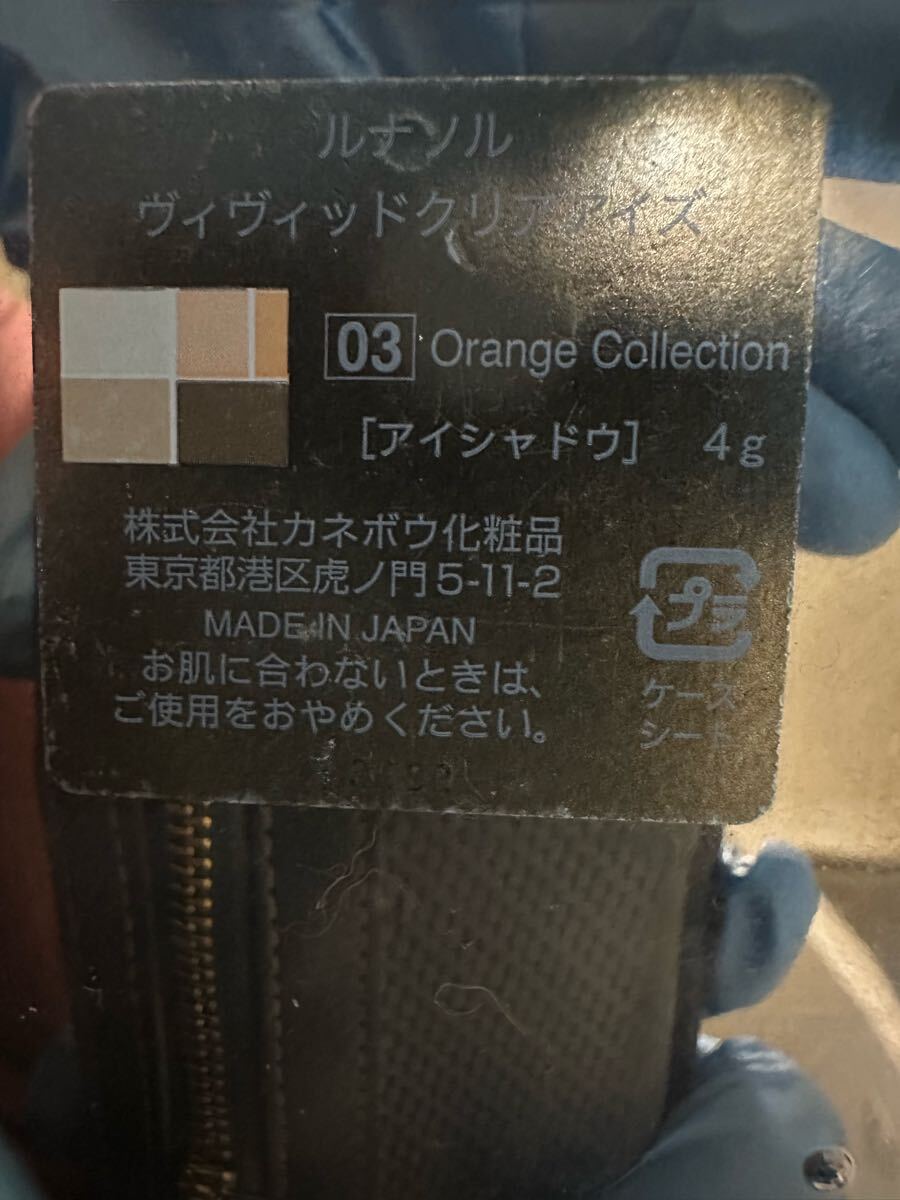 ルナソル
ヴィヴィッドクリアアイズ
03 Orange Collection
[アイシャドウ] 4g
株式会社カネボウ化粧品
東京都港区虎ノ門5-11-2
MADE IN JAPAN
お肌に合わないときは、
ご使用をおやめください。
プラ
ケース
シート